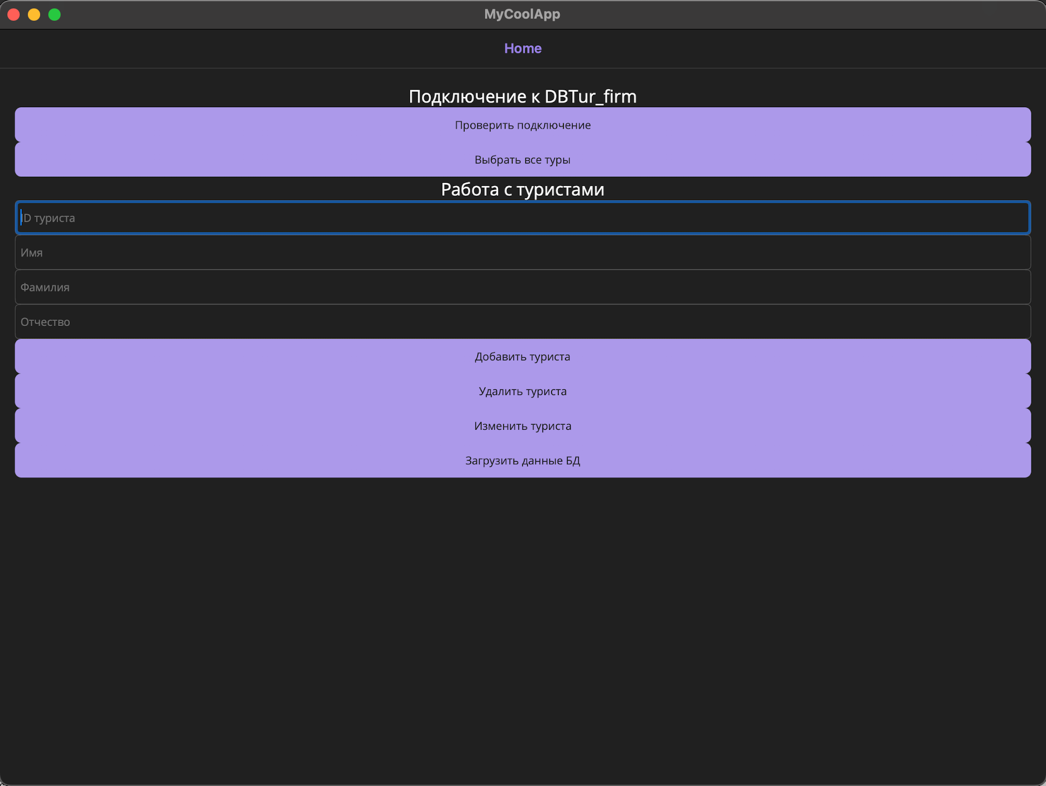 MyCoolApp
Home
Подключение к DBTur_firm
Проверить подключение
Выбрать все туры
Работа с туристами
ID туриста
Имя
Фамилия
Отчество
Добавить туриста
Удалить туриста
Изменить туриста
Загрузить данные БД